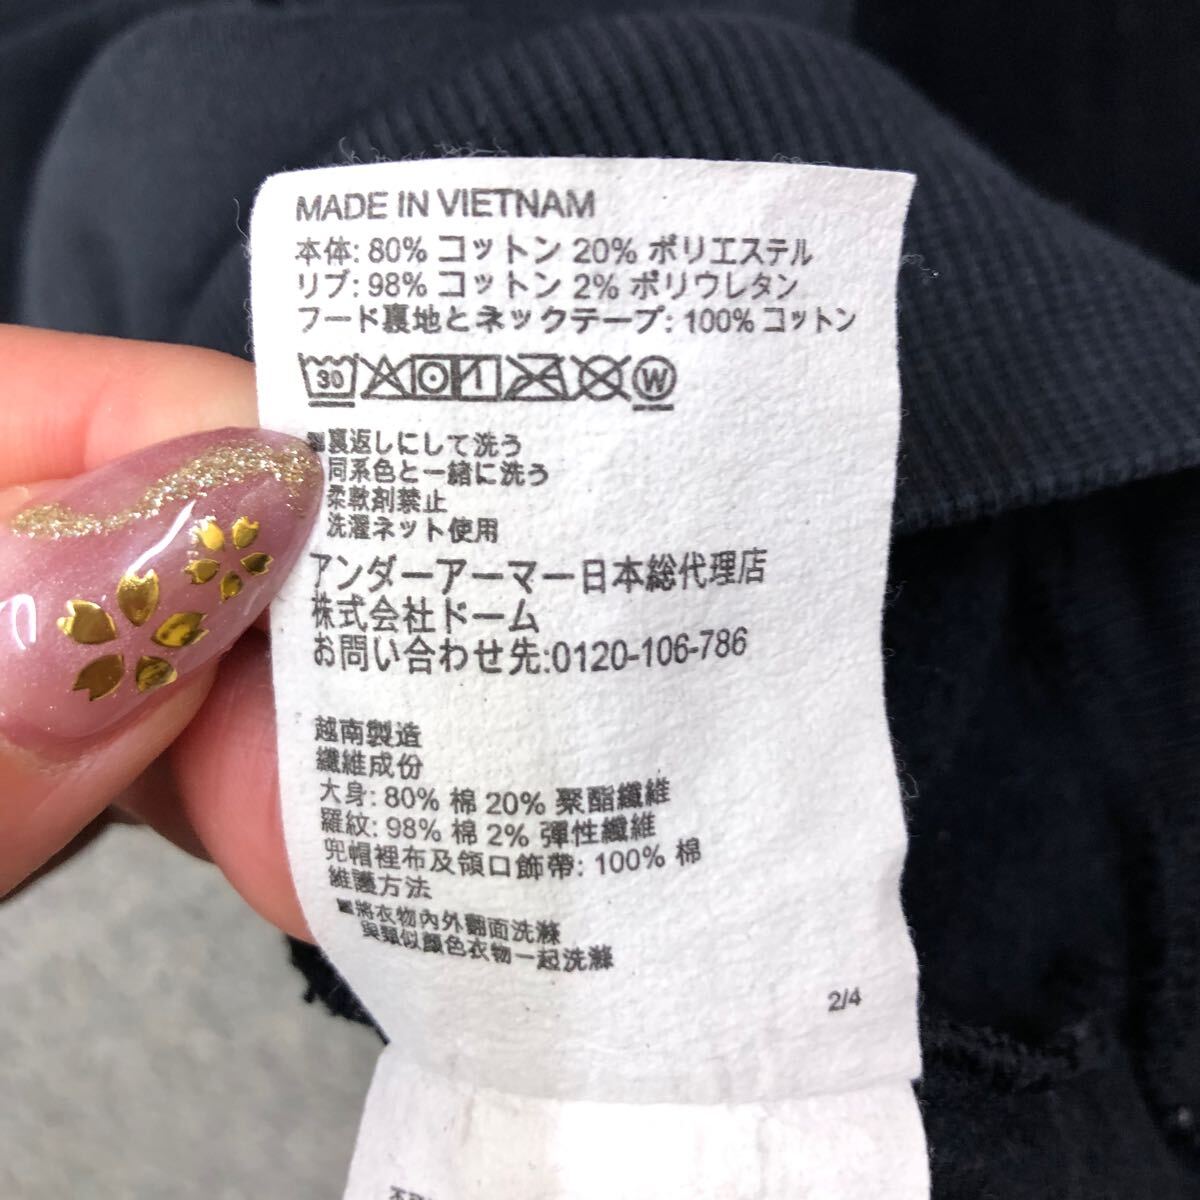 MADE IN VIETNAM
本体: 80% コットン 20% ポリエステル
リブ: 98% コットン 2% ポリウレタン
フード裏地とネックテープ: 100% コットン
30 W
■裏返しにして洗う
同系色と一緒に洗う
柔軟剤禁止
洗濯ネット使用
アンダーアーマー日本総代理店
株式会社ドーム
お問い合わせ先:0120-106-786
越南製造
纖維成份
大身: 80% 棉 20% 聚酯纖維
羅紋: 98% 棉 2% 彈性纖維
兜帽裡布及領口飾帶: 100% 棉
維護方法
■將衣物內外翻面洗滌
與類似顏色衣物一起洗滌
2/4